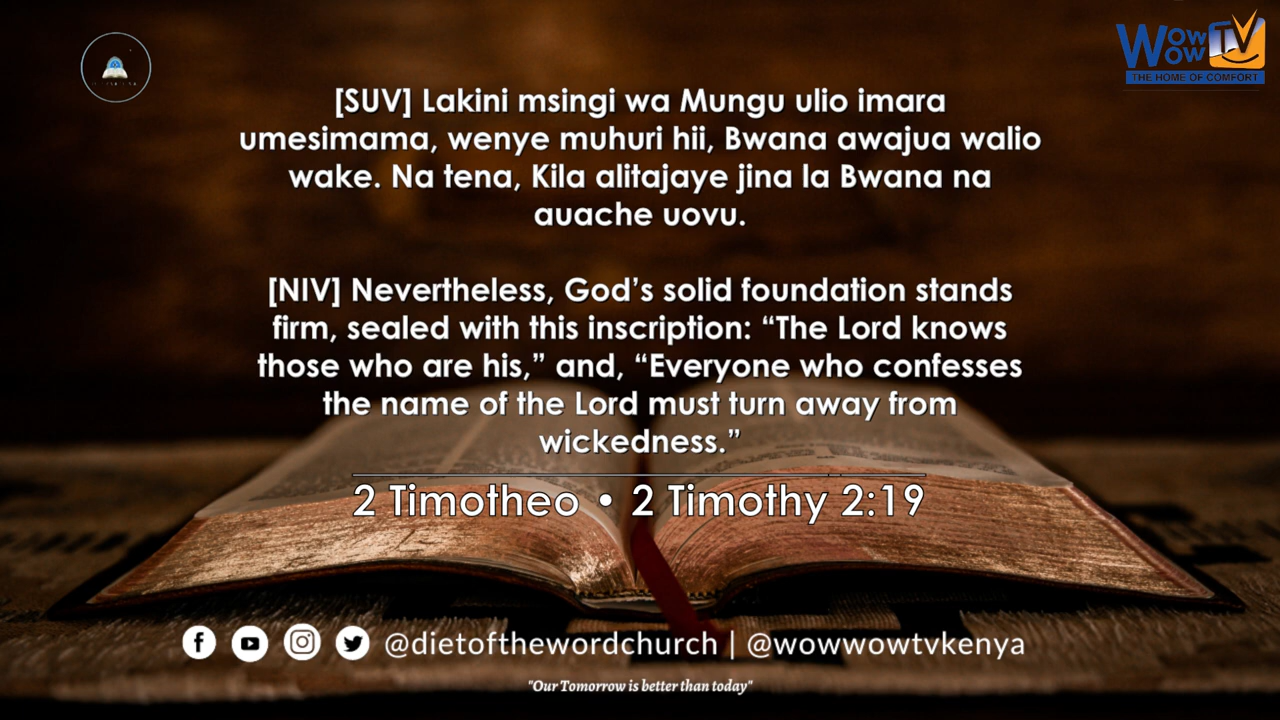 WOW WOW TV
THE HOME OF COMFORT
[SUV] Lakini msingi wa Mungu ulio imara
umesimama, wenye muhuri hii, Bwana awajua walio
wake. Na tena, Kila alitajaye jina la Bwana na
auache uovu.
[NIV] Nevertheless, God’s solid foundation stands
firm, sealed with this inscription: “The Lord knows
those who are his,” and, “Everyone who confesses
the name of the Lord must turn away from
wickedness.”
2 Timotheo • 2 Timothy 2:19
@dietofthewordchurch | @wowwowtvkenya
"Our Tomorrow is better than today"